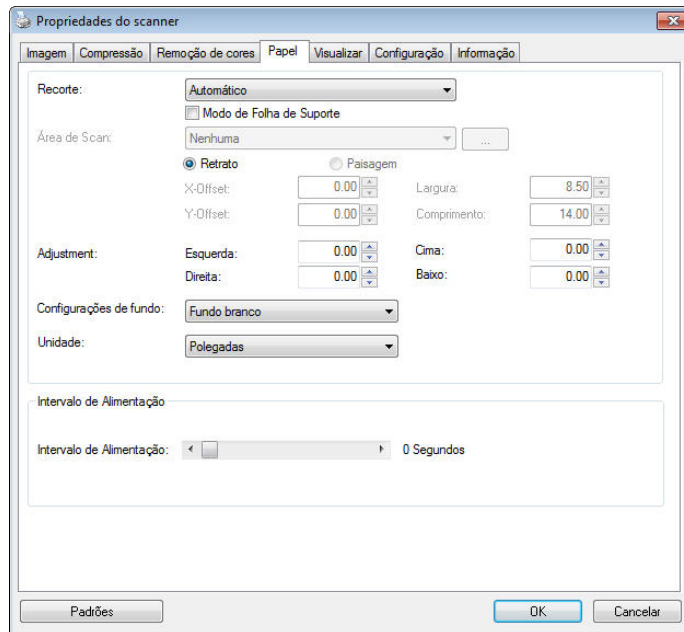 Propriedades do scanner
Imagem Compressão Remoção de cores Papel Visualizar Configuração Informação
Recorte: Automático
Modo de Folha de Suporte
Área de Scan: Nenhuma ...
Retrato Paisagem
X-Offset: 0.00 Largura: 8.50
Y-Offset: 0.00 Comprimento: 14.00
Adjustment: Esquerda: 0.00 Cima: 0.00
Direita: 0.00 Baixo: 0.00
Configurações de fundo: Fundo branco
Unidade: Polegadas
Intervalo de Alimentação
Intervalo de Alimentação: 0 Segundos
Padrões OK Cancelar